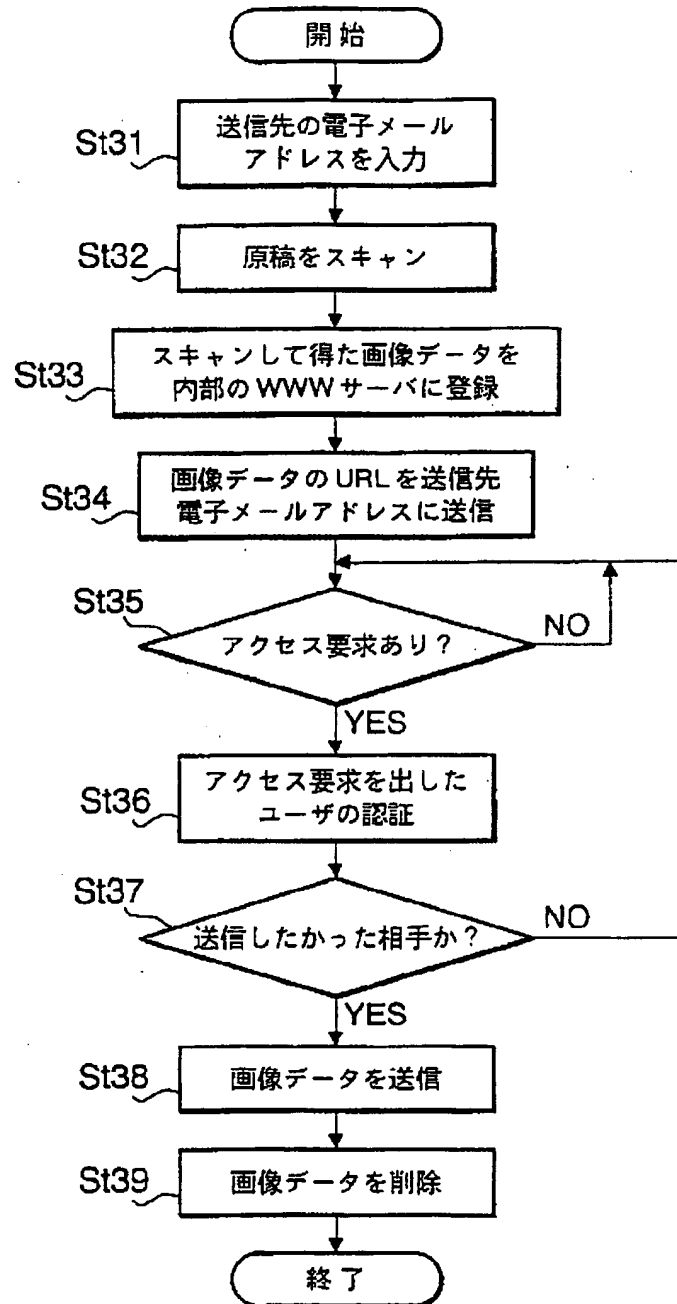 開始
St31
送信先の電子メール
アドレスを入力
St32
原稿をスキャン
St33
スキャンして得た画像データを
内部のWWWサーバに登録
St34
画像データのURLを送信先
電子メールアドレスに送信
St35
アクセス要求あり？
NO
YES
St36
アクセス要求を出した
ユーザの認証
St37
送信したかった相手か？
NO
YES
St38
画像データを送信
St39
画像データを削除
終了